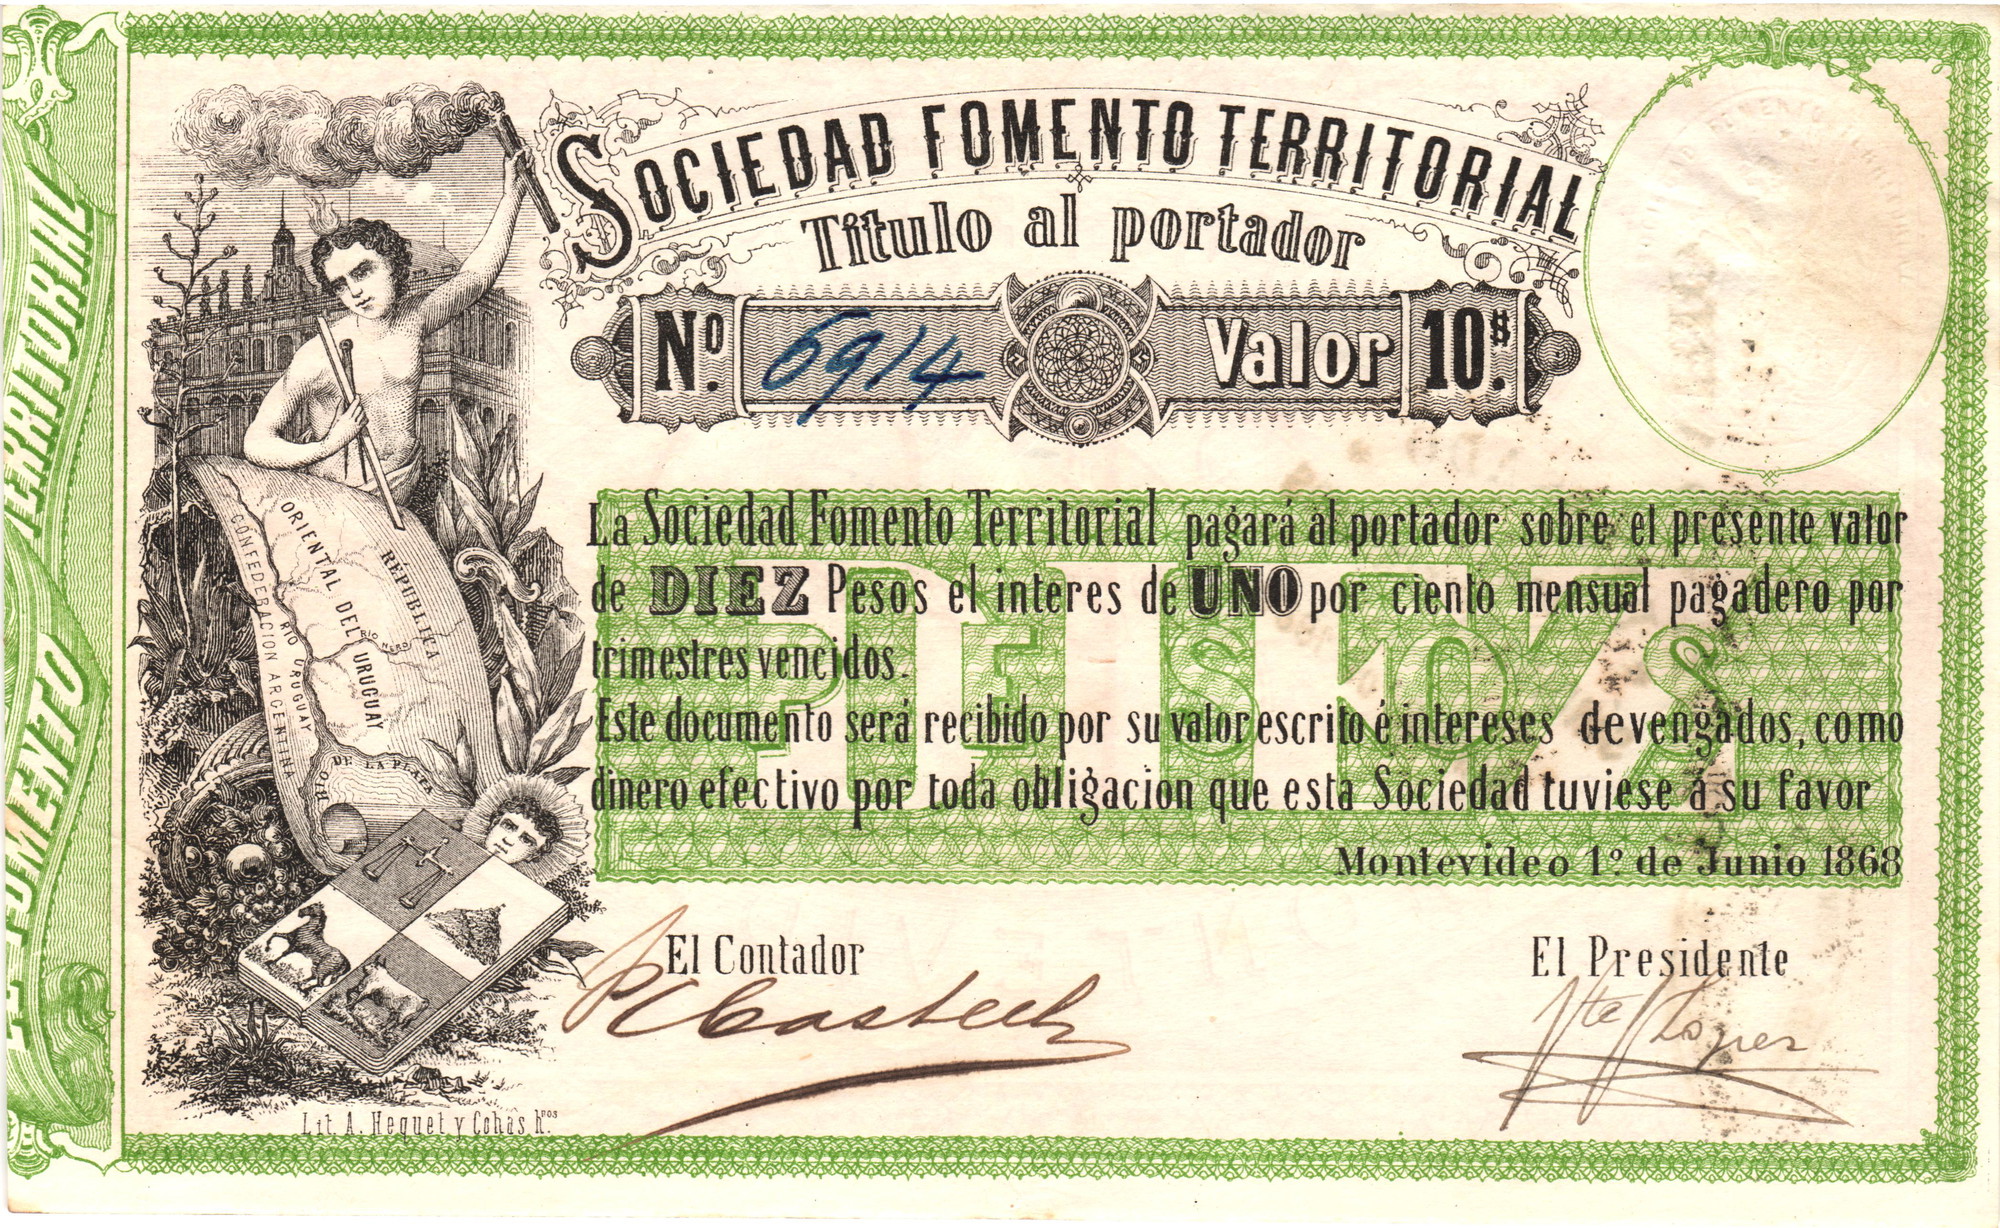 SOCIEDAD FOMENTO TERRITORIAL
Titulo al portador
Nº. 6914 Valor 10.$
La Sociedad Fomento Territorial pagará al portador sobre el presente valor
de DIEZ Pesos el interes de UNO por ciento mensual pagadero por
trimestres vencidos.
Este documento será recibido por su valor escrito é intereses devengados, como
dinero efectivo por toda obligacion que esta Sociedad tuviese á su favor
Montevideo 1º de Junio 1868
DIEZ
PESOS
El Contador
El Presidente
Vte Lopez
RÉPUBLICA
ORIENTAL DEL URUGUAY
CONFEDERACION ARGENTINA
RIO URUGUAY
RIO NEGRO
RIO DE LA PLATA
Lit. A. Hequet y Cohas. hnos
FOMENTO
TERRITORIAL